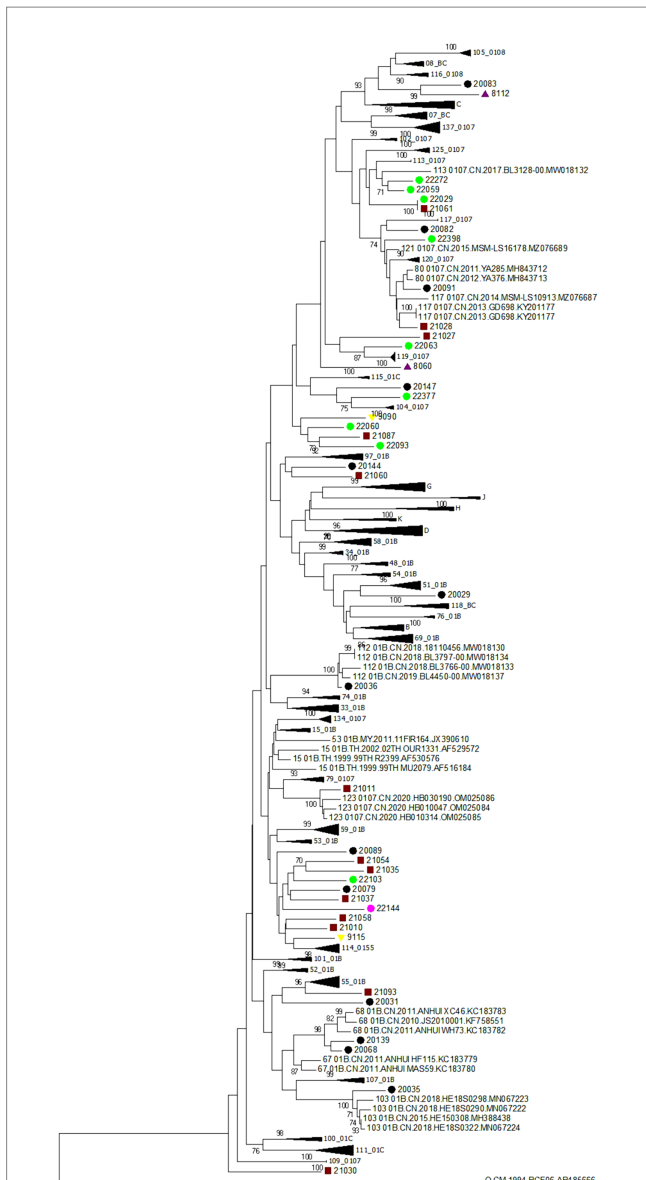 100
105_0108
08_BC
116_0108
90
93
20083
99
8112
C
98
07_BC
137_0107
100
99
102_0107
100
125_0107
113_0107
100
113 0107.CN.2017.BL3128-00.MW018132
22272
71
22059
22029
21061
100
100
117_0107
20082
22398
74
121 0107.CN.2015.MSM-LS16178.MZ076689
90
120_0107
80 0107.CN.2011.YA285.MH843712
80 0107.CN.2012.YA376.MH843713
20091
117 0107.CN.2014.MSM-LS10913.MZ076687
100
117 0107.CN.2013.GD698.KY201177
117 0107.CN.2013.GD698.KY201177
21028
21027
22063
87
119_0107
100
8060
100
115_01C
20147
22377
75
104_0107
100
9090
22060
21087
73
22093
92
97_01B
20144
21060
99
G
J
100
H
100
K
96
D
58_01B
99
34_01B
100
48_01B
77
54_01B
96
51_01B
100
20029
118_BC
76_01B
100
B
69_01B
99
112 01B.CN.2018.18110456.MW018130
112 01B.CN.2018.BL3797-00.MW018134
112 01B.CN.2018.BL3766-00.MW018133
100
112 01B.CN.2019.BL4450-00.MW018137
20036
94
74_01B
33_01B
100
134_0107
15_01B
53 01B.MY.2011.11FIR164.JX390610
15 01B.TH.2002.02TH OUR1331.AF529572
15 01B.TH.1999.99TH R2399.AF530576
15 01B.TH.1999.99TH MU2079.AF516184
93
79_0107
21011
100
123 0107.CN.2020.HB030190.OM025086
123 0107.CN.2020.HB010047.OM025084
123 0107.CN.2020.HB010314.OM025085
99
59_01B
53_01B
20089
70
21054
21035
22103
20079
21037
22144
21058
21010
9115
114_0155
98
101_01B
99
89
52_01B
96
55_01B
21093
20031
99
68 01B.CN.2011.ANHUI XC46.KC183783
82
68 01B.CN.2010.JS2010001.KF758551
98
68 01B.CN.2011.ANHUI WH73.KC183782
20139
20068
67 01B.CN.2011.ANHUI HF115.KC183779
87
67 01B.CN.2011.ANHUI MAS59.KC183780
99
107_01B
20035
103 01B.CN.2018.HE18S0298.MN067223
100
103 01B.CN.2018.HE18S0290.MN067222
71
103 01B.CN.2015.HE150308.MH388438
74
103 01B.CN.2018.HE18S0322.MN067224
93
98
100_01C
76
111_01C
109_0107
100
21030